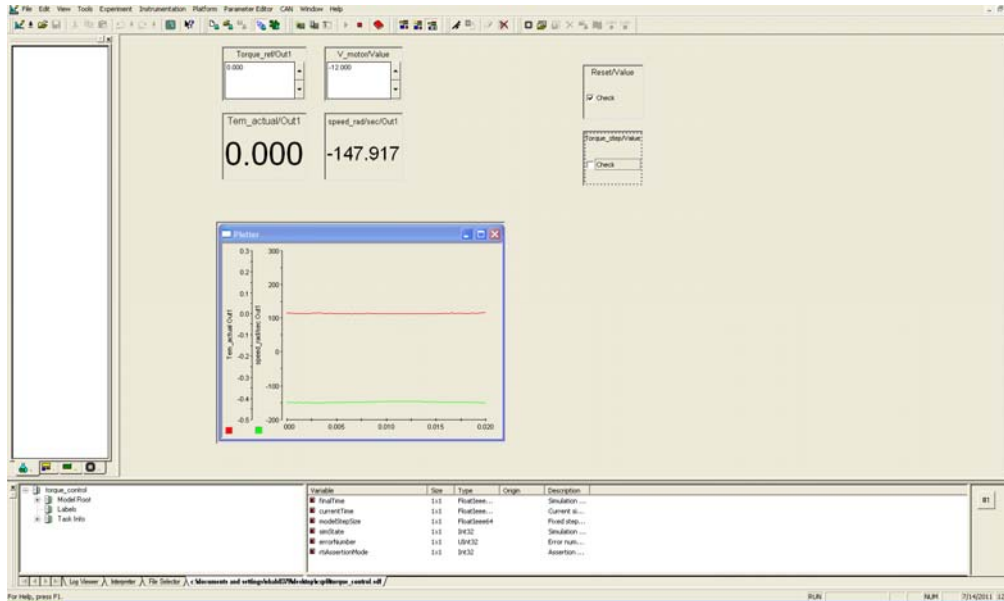 File Edit View Tools Experiment Instrumentation Platform Parameter Editor CAN Window Help
Torque_ref/Out1
0.000
V_motor/Value
-12.000
Reset/Value
Check
Tem_actual/Out1
0.000
speed_rad/sec/Out1
-147.917
Torque_step/Value
Check
Plotter
0.3
0.2
0.1
0.0
-0.1
-0.2
-0.3
-0.4
-0.5
Tem_actual Out1
300
200
100
0
-100
-200
speed_rad/sec Out1
000
0.005
0.010
0.015
0.020
torque_control
Model Root
Labels
Task Info
Variable Size Type Origin Description
finalTime 1x1 FloatIeee... Simulation ...
currentTime 1x1 FloatIeee... Current si...
modelStepSize 1x1 FloatIeee64 Fixed step...
simState 1x1 Int32 Simulation ...
errorNumber 1x1 UInt32 Error num...
rtiAssertionMode 1x1 Int32 Assertion ...
#1
Log Viewer Interpreter File Selector
For Help, press F1.
RUN
NUM
7/14/2011